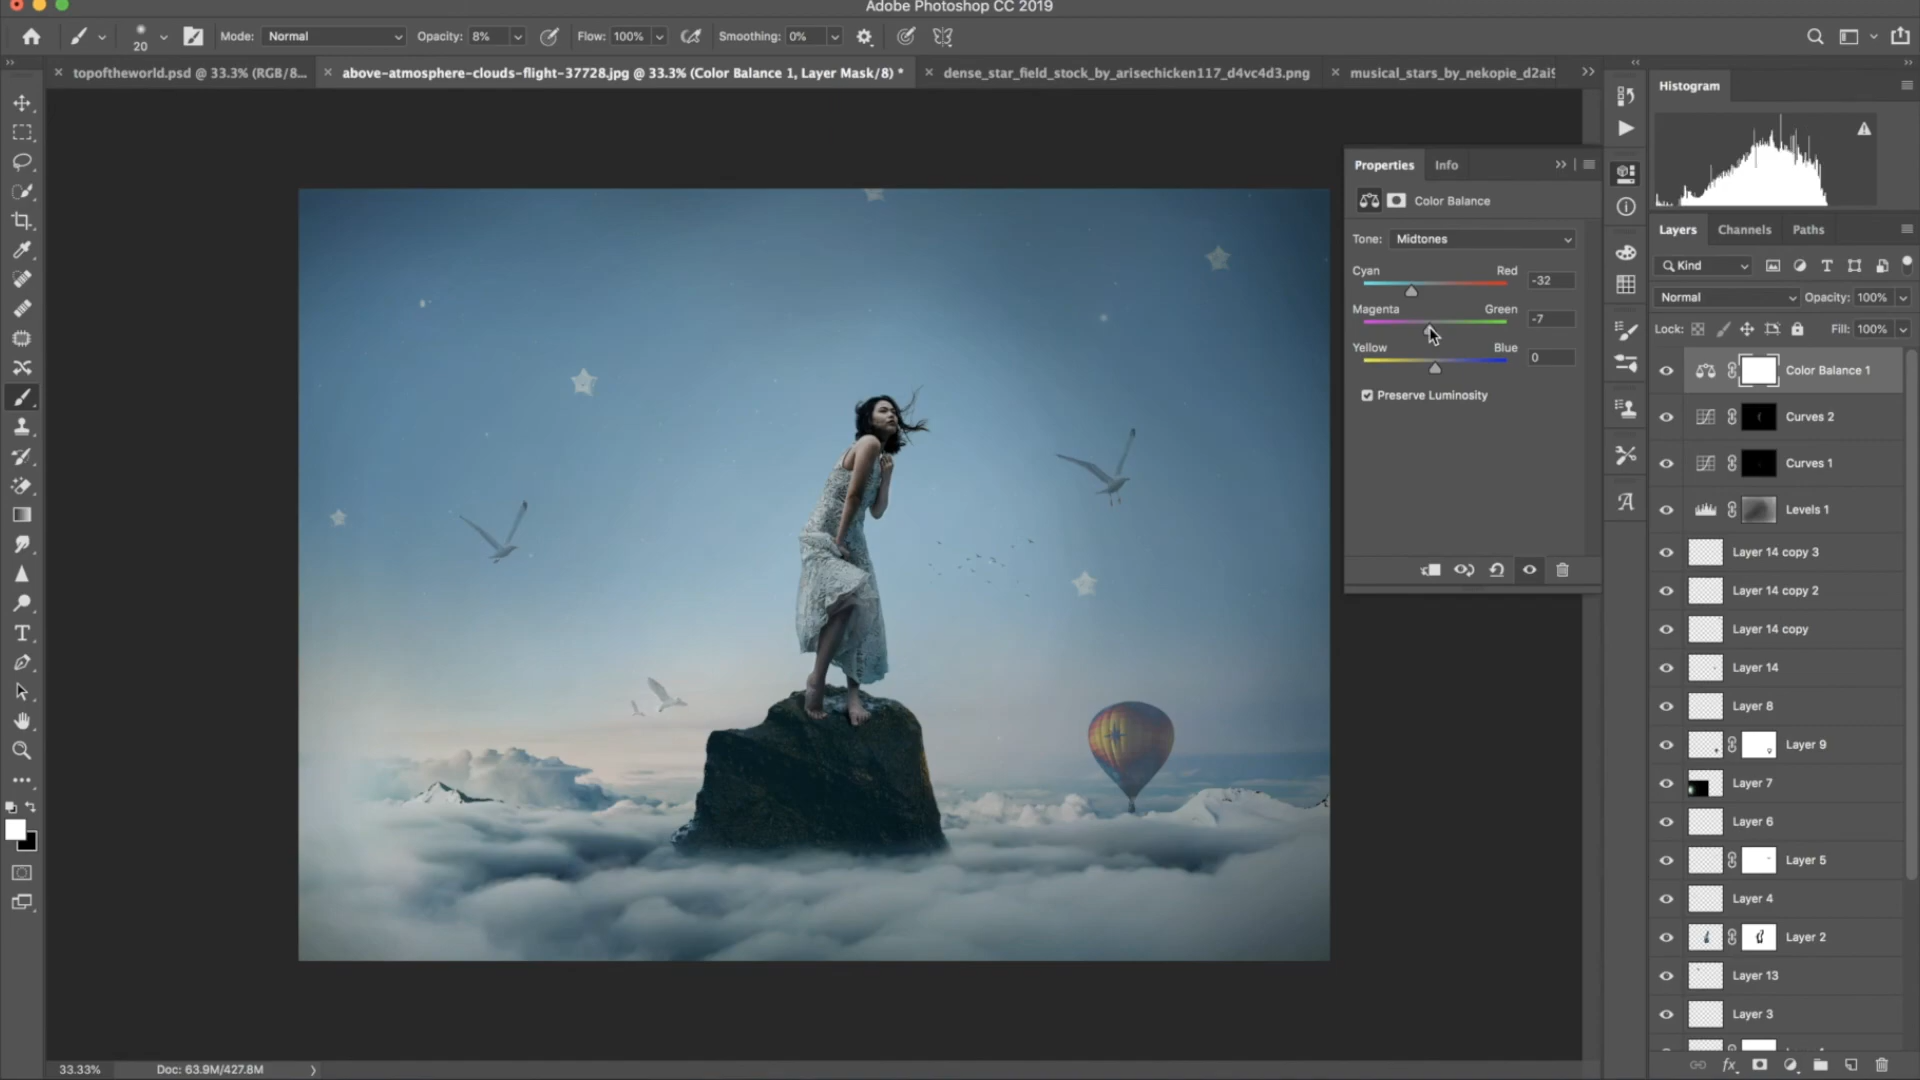 Adobe Photoshop CC 2019
20
Mode: Normal
Opacity: 8%
Flow: 100%
Smoothing: 0%
topoftheworld.psd @ 33.3% (RGB/8...
above-atmosphere-clouds-flight-37728.jpg @ 33.3% (Color Balance 1, Layer Mask/8) *
dense_star_field_stock_by_arisechicken117_d4vc4d3.png
musical_stars_by_nekopie_d2ai9
Histogram
Properties
Info
Color Balance
Tone: Midtones
Cyan
Red
-32
Magenta
Green
-7
Yellow
Blue
0
Preserve Luminosity
Layers
Channels
Paths
Kind
Normal
Opacity: 100%
Lock:
Fill: 100%
Color Balance 1
Curves 2
Curves 1
Levels 1
Layer 14 copy 3
Layer 14 copy 2
Layer 14 copy
Layer 14
Layer 8
Layer 9
Layer 7
Layer 6
Layer 5
Layer 4
Layer 2
Layer 13
Layer 3
fx
33.33%
Doc: 63.9M/427.8M